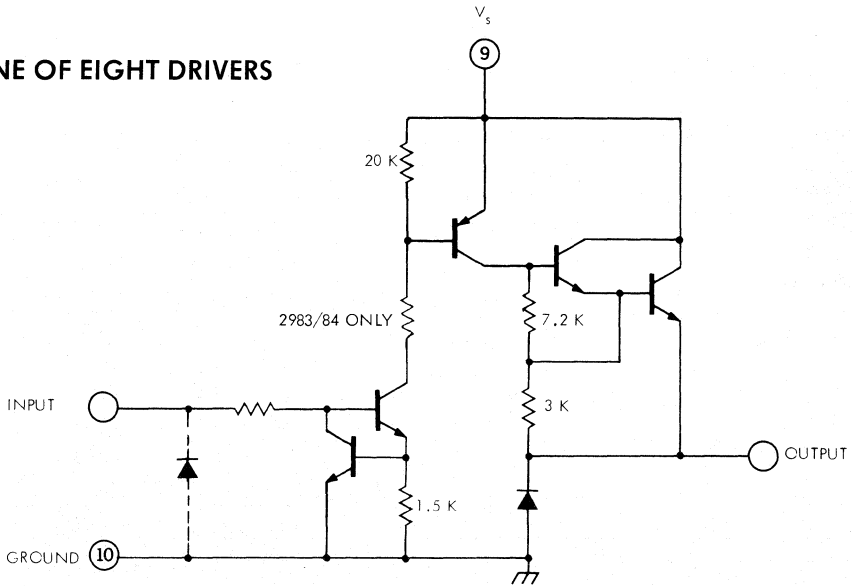 V s
9
NE OF EIGHT DRIVERS
20 K
2983/84 ONLY
7.2 K
INPUT
3 K
OUTPUT
1.5 K
GROUND 10